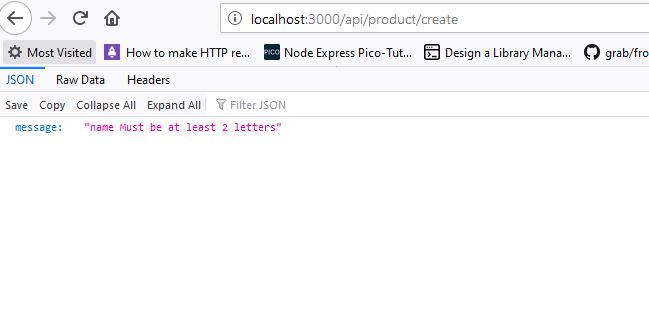 localhost:3000/api/product/create
Most Visited How to make HTTP re... PICO Node Express Pico-Tut... Design a Library Mana... grab/fro
JSON Raw Data Headers
Save Copy Collapse All Expand All Filter JSON
message: "name Must be at least 2 letters"